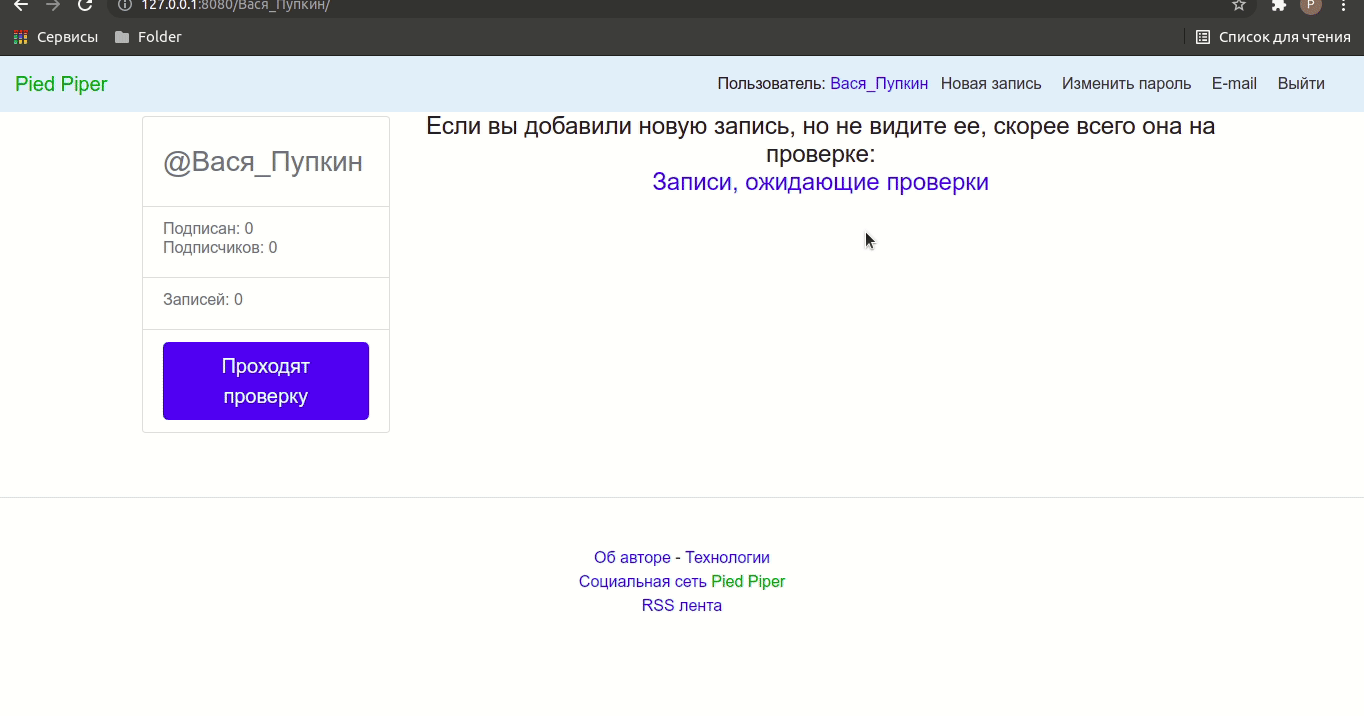 127.0.0.1:8080/Вася_Пупкин/
P
Сервисы Folder Список для чтения
Pied Piper Пользователь: Вася_Пупкин Новая запись Изменить пароль E-mail Выйти
@Вася_Пупкин
Подписан: 0
Подписчиков: 0
Записей: 0
Проходят
проверку
Если вы добавили новую запись, но не видите ее, скорее всего она на
проверке:
Записи, ожидающие проверки
Об авторе - Технологии
Социальная сеть Pied Piper
RSS лента